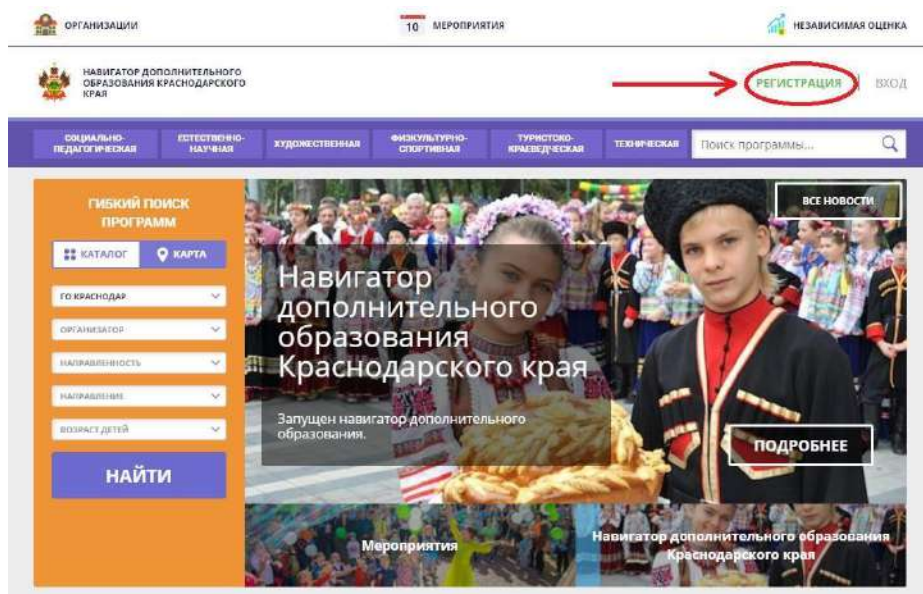 ОРГАНИЗАЦИИ
10 МЕРОПРИЯТИЯ
НЕЗАВИСИМАЯ ОЦЕНКА
НАВИГАТОР ДОПОЛНИТЕЛЬНОГО
ОБРАЗОВАНИЯ КРАСНОДАРСКОГО
КРАЯ
РЕГИСТРАЦИЯ
ВХОД
СОЦИАЛЬНО-
ПЕДАГОГИЧЕСКАЯ
ЕСТЕСТВЕННО-
НАУЧНАЯ
ХУДОЖЕСТВЕННАЯ
ФИЗКУЛЬТУРНО-
СПОРТИВНАЯ
ТУРИСТСКО-
КРАЕВЕДЧЕСКАЯ
ТЕХНИЧЕСКАЯ
Поиск программы...
ГИБКИЙ ПОИСК
ПРОГРАММ
КАТАЛОГ
КАРТА
ГО КРАСНОДАР
ОРГАНИЗАТОР
НАПРАВЛЕННОСТЬ
НАПРАВЛЕНИЕ
ВОЗРАСТ ДЕТЕЙ
НАЙТИ
ВСЕ НОВОСТИ
Навигатор
дополнительного
образования
Краснодарского края
Запущен навигатор дополнительного
образования.
ПОДРОБНЕЕ
Мероприятия
Навигатор дополнительного образования
Краснодарского края